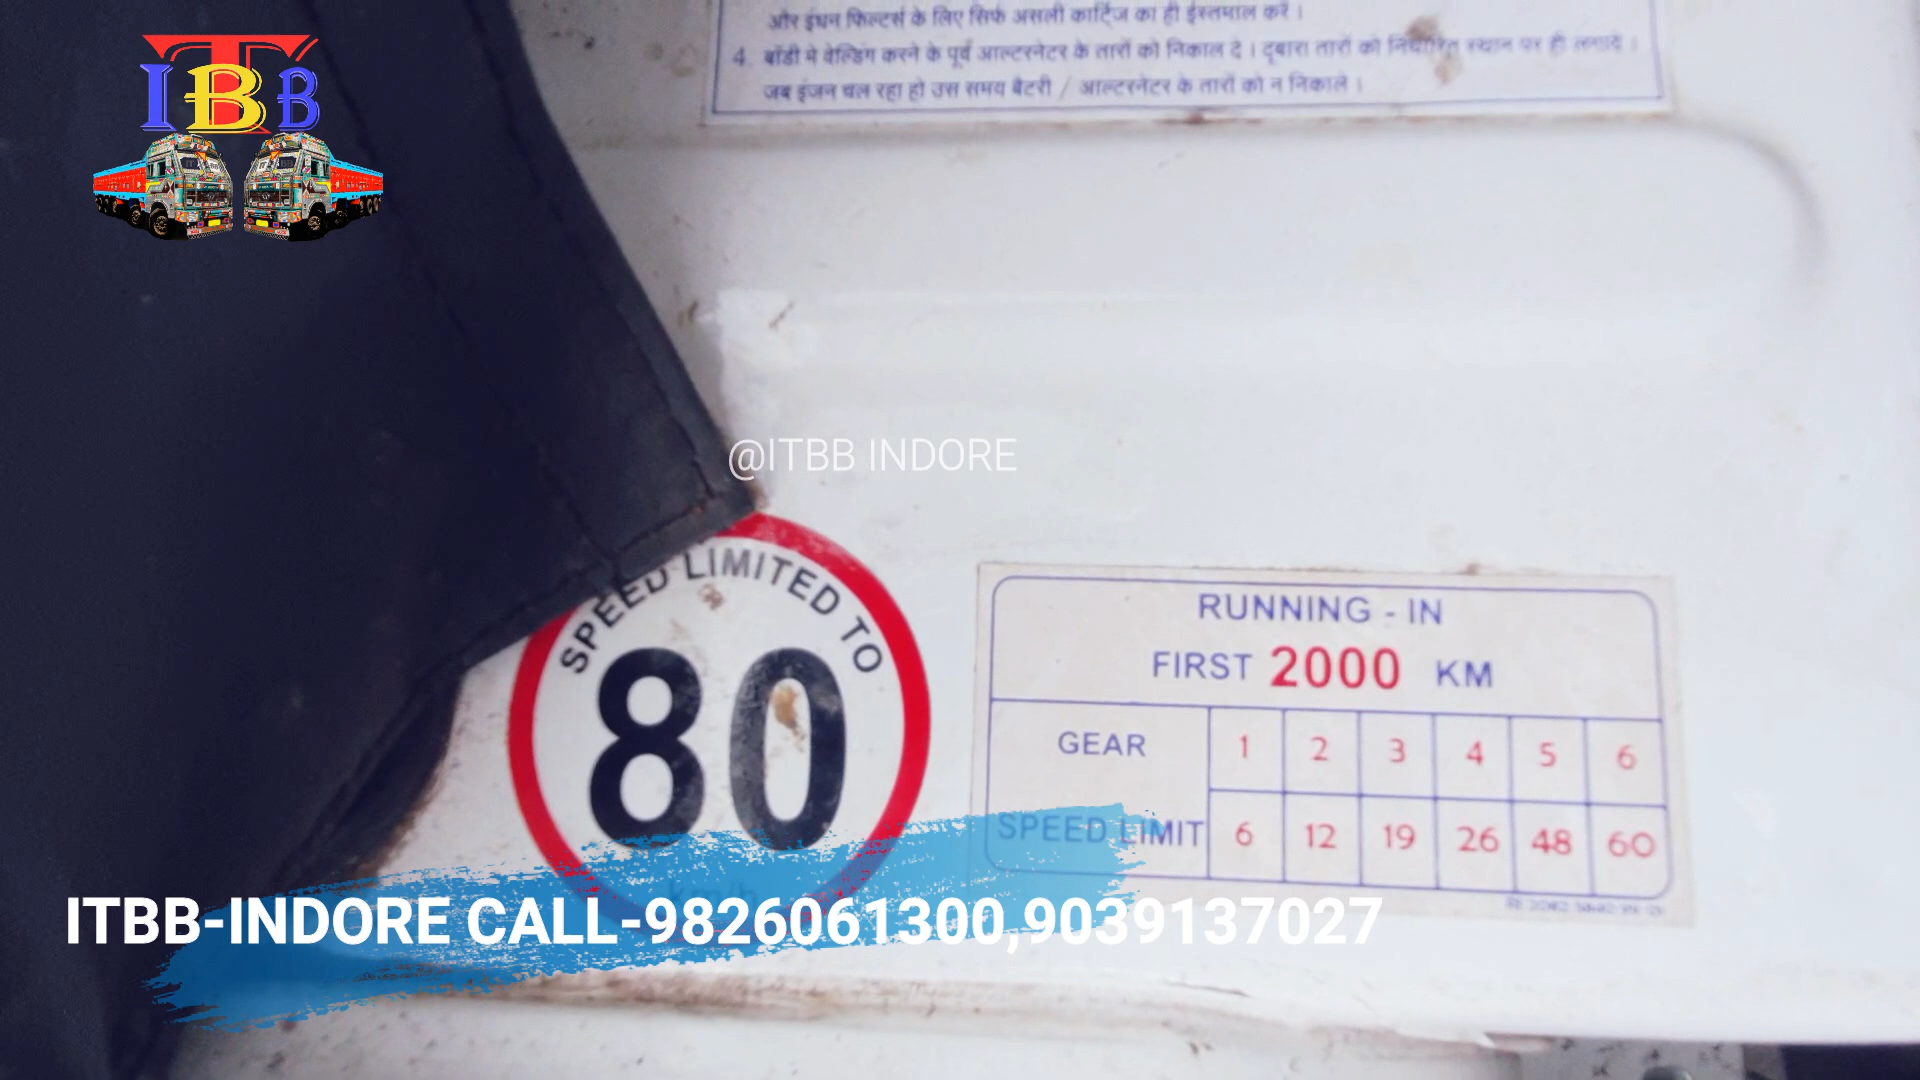 ITBB
और ईंधन फिल्टर्स के लिए सिर्फ असली कार्ट्रिज का ही इस्तमाल करें ।
4. बॉडी मे वेल्डिंग करने के पूर्व आल्टरनेटर के तारों को निकाल दे । दूबारा तारों को निर्धारित स्थान पर ही लगादे ।
जब इंजन चल रहा हो उस समय बैटरी / आल्टरनेटर के तारों को न निकाले ।
@ITBB INDORE
SPEED LIMITED TO
80
km/h
RUNNING - IN
FIRST 2000 KM
GEAR 1 2 3 4 5 6
SPEED LIMIT 6 12 19 26 48 60
ITBB-INDORE CALL-9826061300,9039137027